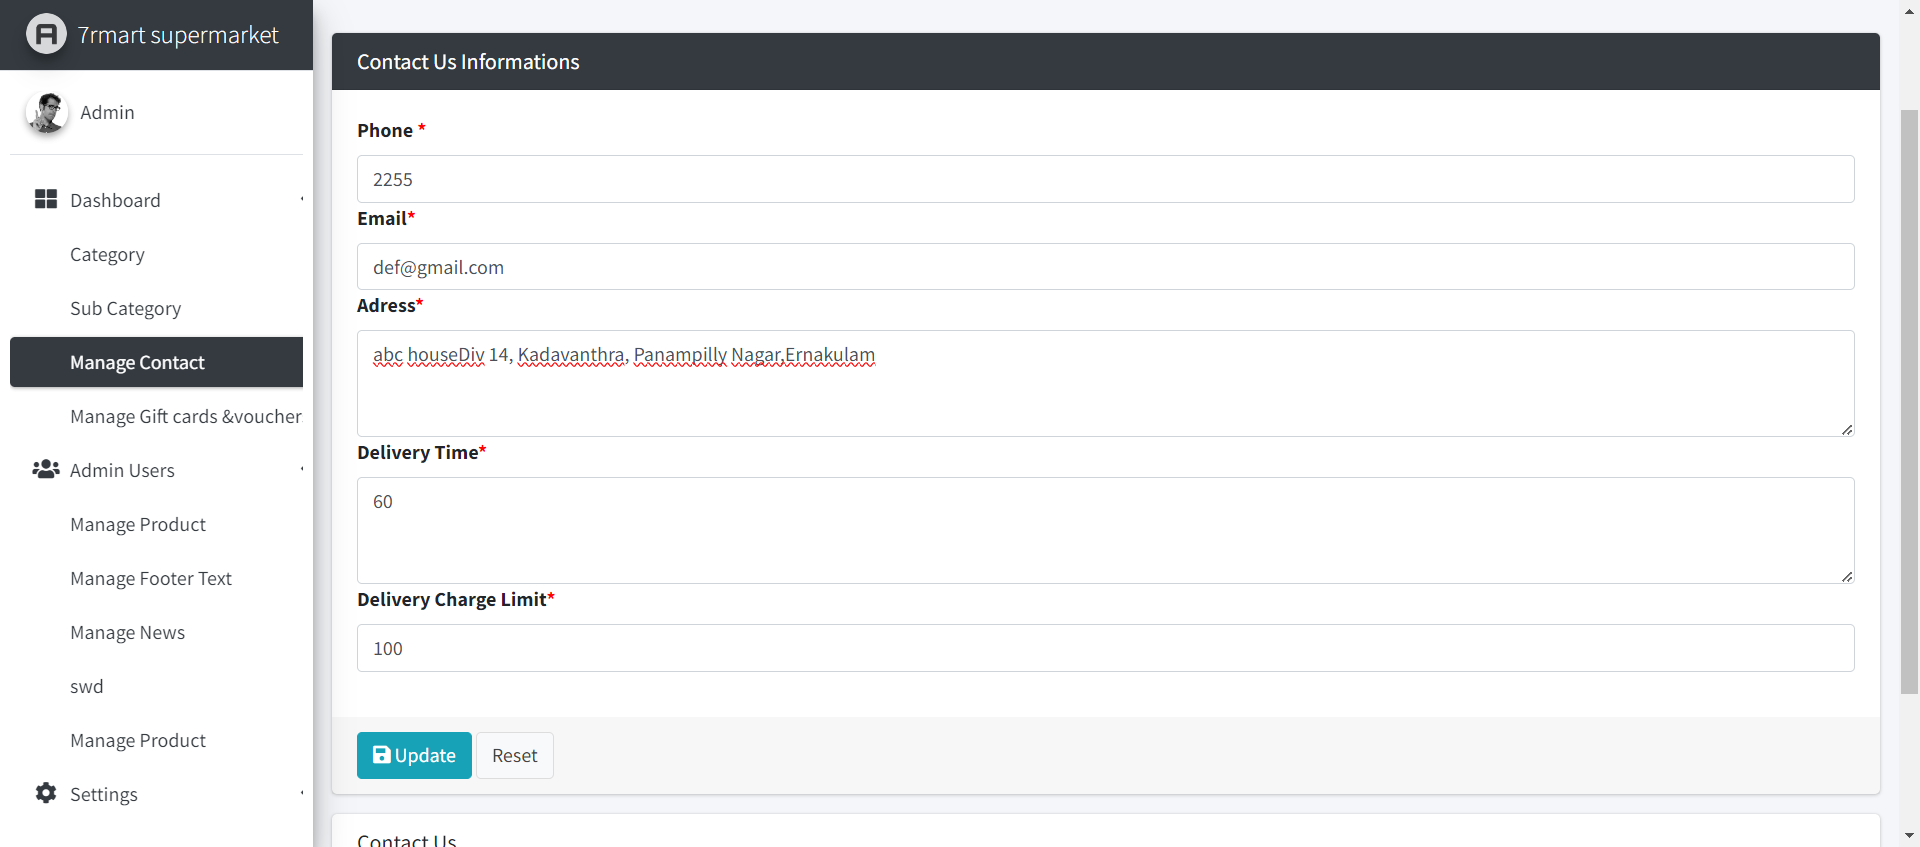 7rmart supermarket
Admin
Dashboard
Category
Sub Category
Manage Contact
Manage Gift cards &voucher
Admin Users
Manage Product
Manage Footer Text
Manage News
swd
Manage Product
Settings
Contact Us Informations
Phone *
2255
Email*
def@gmail.com
Adress*
abc houseDiv 14, Kadavanthra, Panampilly Nagar,Ernakulam
Delivery Time*
60
Delivery Charge Limit*
100
Update
Reset
Contact Us